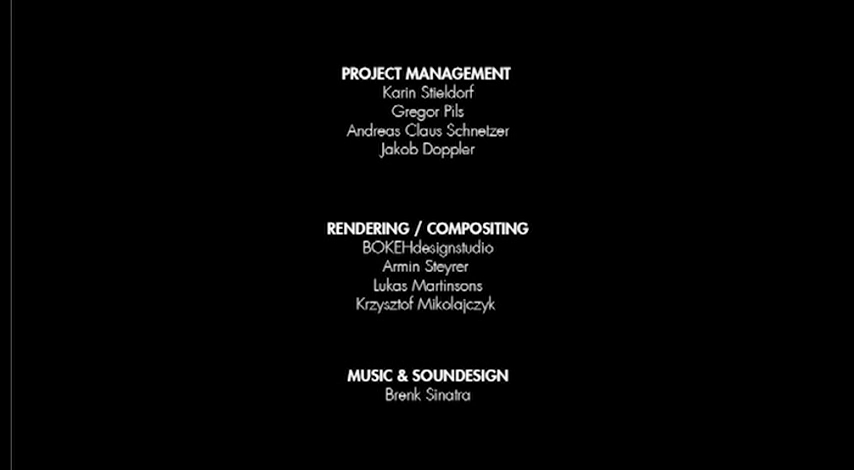 PROJECT MANAGEMENT
Karin Stieldorf
Gregor Pils
Andreas Claus Schnetzer
Jakob Doppler
RENDERING / COMPOSITING
BOKEHdesignstudio
Armin Steyrer
Lukas Martinsons
Krzysztof Mikolajczyk
MUSIC & SOUNDESIGN
Brenk Sinatra